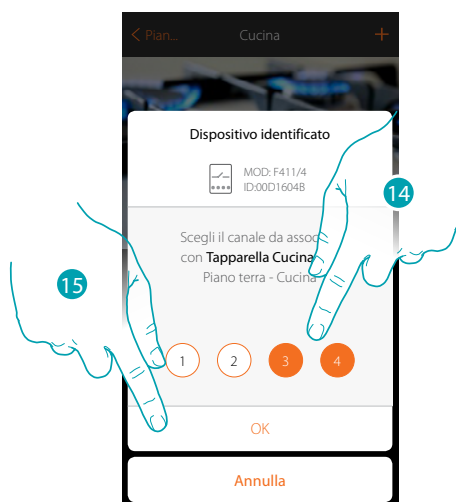 < Pian... Cucina +
Dispositivo identificato
MOD: F411/4
ID:00D1604B
14
Scegli il canale da assoc
con Tapparella Cucina
Piano terra - Cucina
15
1 2 3 4
OK
Annulla